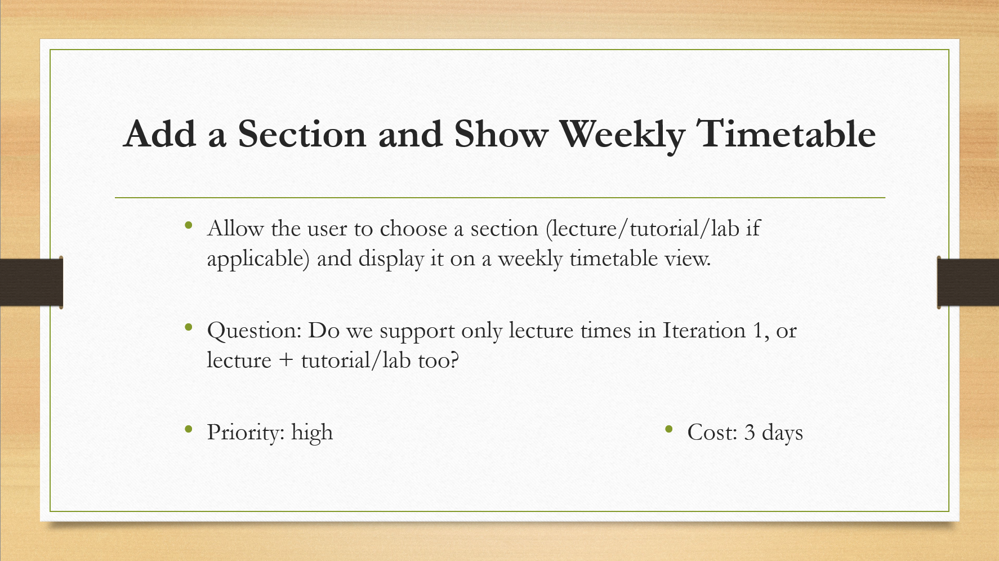 Add a Section and Show Weekly Timetable
• Allow the user to choose a section (lecture/tutorial/lab if
applicable) and display it on a weekly timetable view.
• Question: Do we support only lecture times in Iteration 1, or
lecture + tutorial/lab too?
• Priority: high
• Cost: 3 days